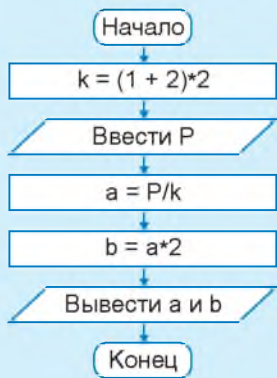 Начало
k = (1 + 2)*2
Ввести P
a = P/k
b = a*2
Вывести a и b
Конец